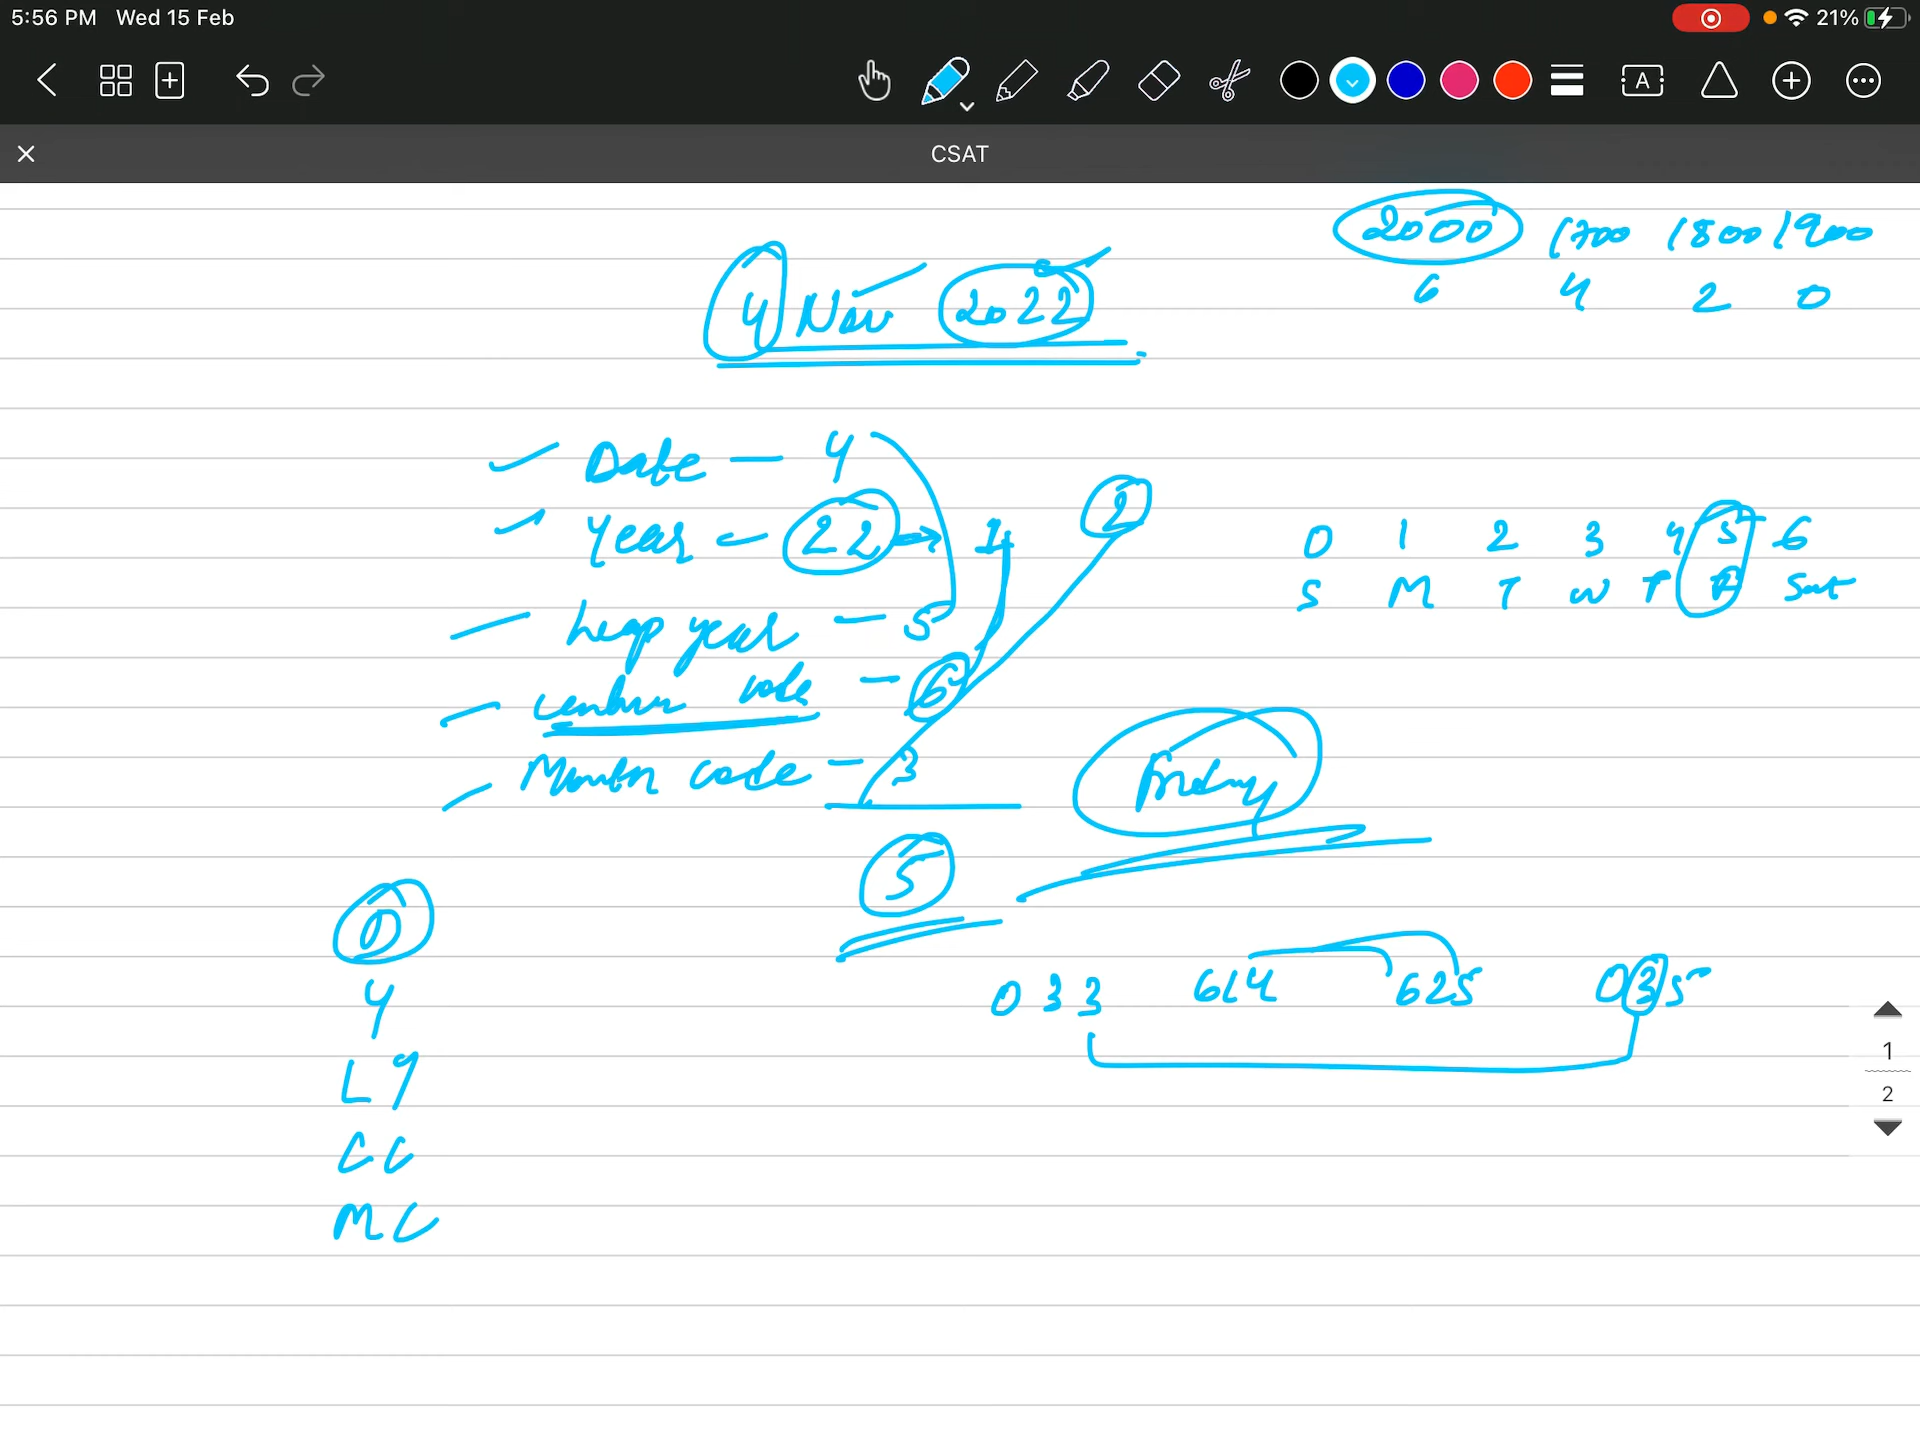 5:56 PM Wed 15 Feb
21%
A
CSAT
2000 1700 1800 1900
6 4 2 0
4 Nov 2022
Date - 4
Year - 22 → 1
2
Leap year - 5
Century code - 6
Month code - 3
5
Friday
0 1 2 3 4 5 6
S M T W T F Sat
D
Y
LY
CC
MC
033 614 625 035
1
2